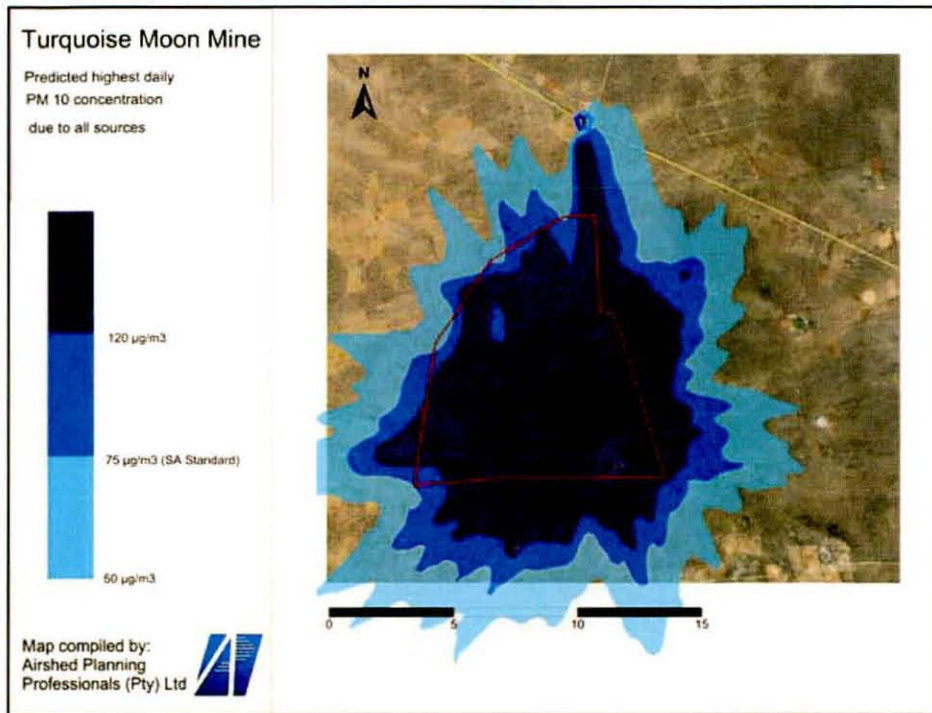 Turquoise Moon Mine
Predicted highest daily
PM 10 concentration
due to all sources
120 µg/m3
75 µg/m3 (SA Standard)
50 µg/m3
Map compiled by:
Airshed Planning
Professionals (Pty) Ltd
N
0 5 10 15